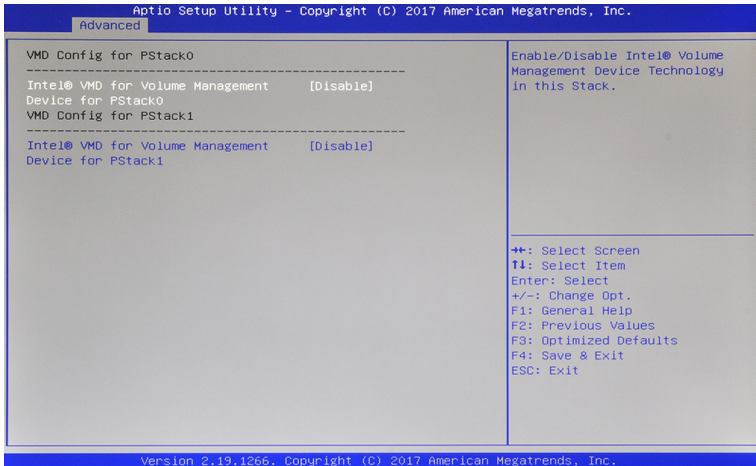 Aptio Setup Utility – Copyright (C) 2017 American Megatrends, Inc.
Advanced
VMD Config for PStack0
--------------------------------------------------
Intel® VMD for Volume Management [Disable]
Device for PStack0
VMD Config for PStack1
--------------------------------------------------
Intel® VMD for Volume Management [Disable]
Device for PStack1
Enable/Disable Intel® Volume
Management Device Technology
in this Stack.
→←: Select Screen
↑↓: Select Item
Enter: Select
+/-: Change Opt.
F1: General Help
F2: Previous Values
F3: Optimized Defaults
F4: Save & Exit
ESC: Exit
Version 2.19.1266. Copyright (C) 2017 American Megatrends, Inc.